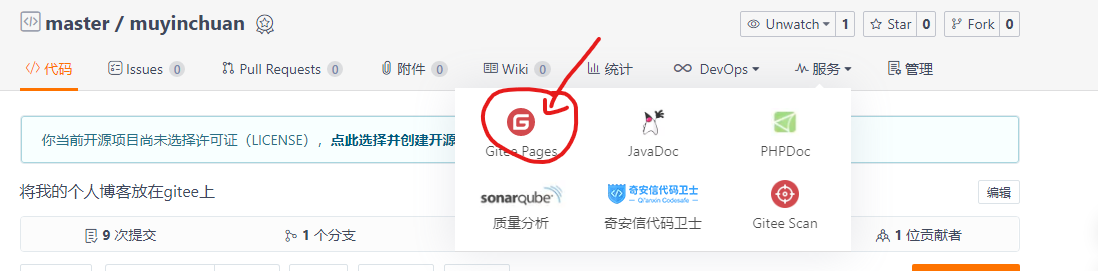 master / muyinchuan
Unwatch 1 Star 0 Fork 0
代码 Issues 0 Pull Requests 0 附件 0 Wiki 0 统计 DevOps 服务 管理
G
Gitee Pages JavaDoc PHPDoc
你当前开源项目尚未选择许可证（LICENSE），点此选择并创建开源
将我的个人博客放在gitee上
编辑
sonarqube 奇安信代码卫士
Qi'anxin Codesafe
质量分析 奇安信代码卫士 Gitee Scan
9 次提交 1 个分支 1 位贡献者